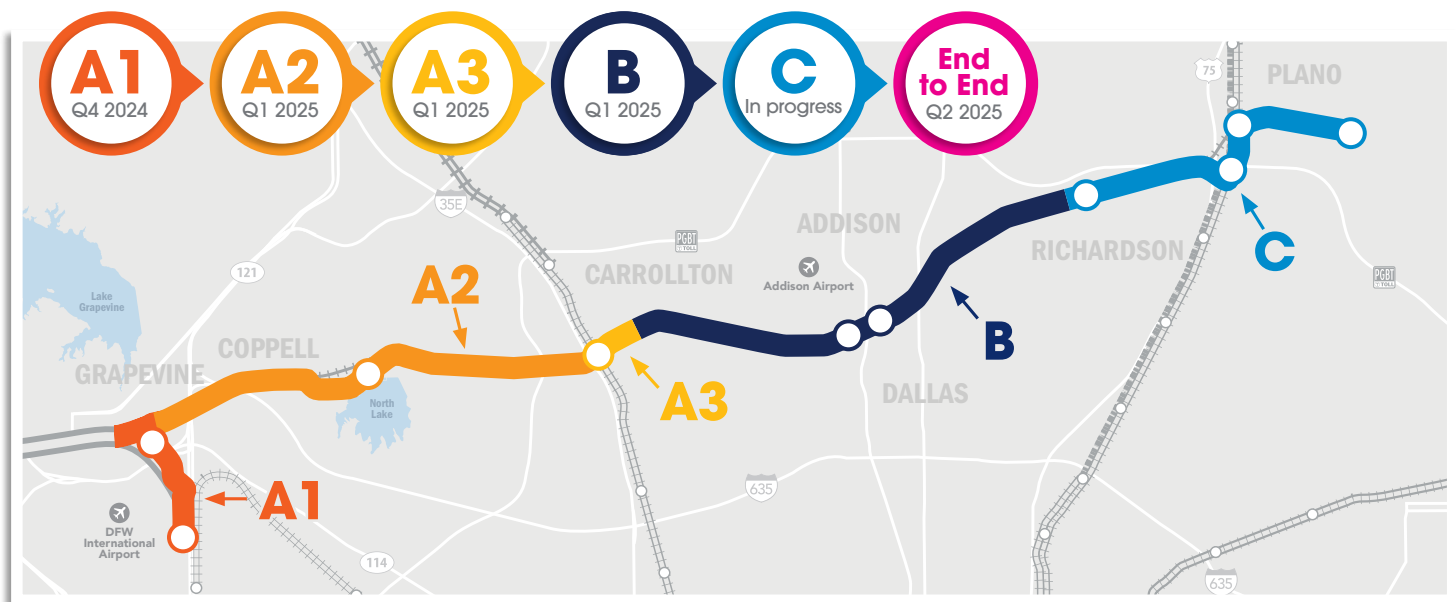 A1
Q4 2024
A2
Q1 2025
A3
Q1 2025
B
Q1 2025
C
In progress
End
to End
Q2 2025
75
PLANO
35E
PGBT
TOLL
ADDISON
RICHARDSON
C
121
CARROLLTON
Addison Airport
PGBT
TOLL
Lake
Grapevine
A2
B
COPPELL
GRAPEVINE
A3
DALLAS
North
Lake
635
A1
DFW
International
Airport
114
635